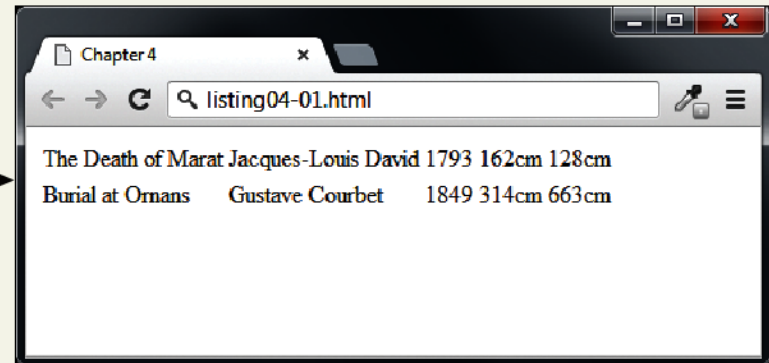 Chapter 4
listing04-01.html
The Death of Marat Jacques-Louis David 1793 162cm 128cm
Burial at Ornans Gustave Courbet 1849 314cm 663cm